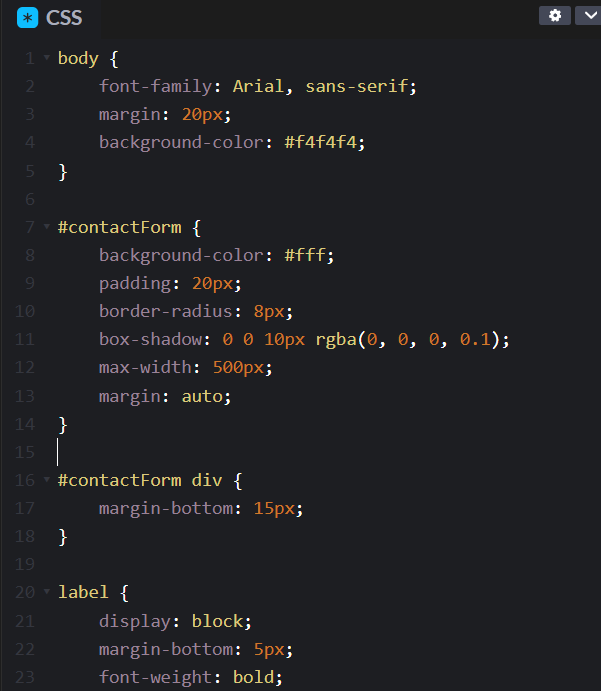 CSS
1 body {
2     font-family: Arial, sans-serif;
3     margin: 20px;
4     background-color: #f4f4f4;
5 }
6
7 #contactForm {
8     background-color: #fff;
9     padding: 20px;
10     border-radius: 8px;
11     box-shadow: 0 0 10px rgba(0, 0, 0, 0.1);
12     max-width: 500px;
13     margin: auto;
14 }
15
16 #contactForm div {
17     margin-bottom: 15px;
18 }
19
20 label {
21     display: block;
22     margin-bottom: 5px;
23     font-weight: bold;